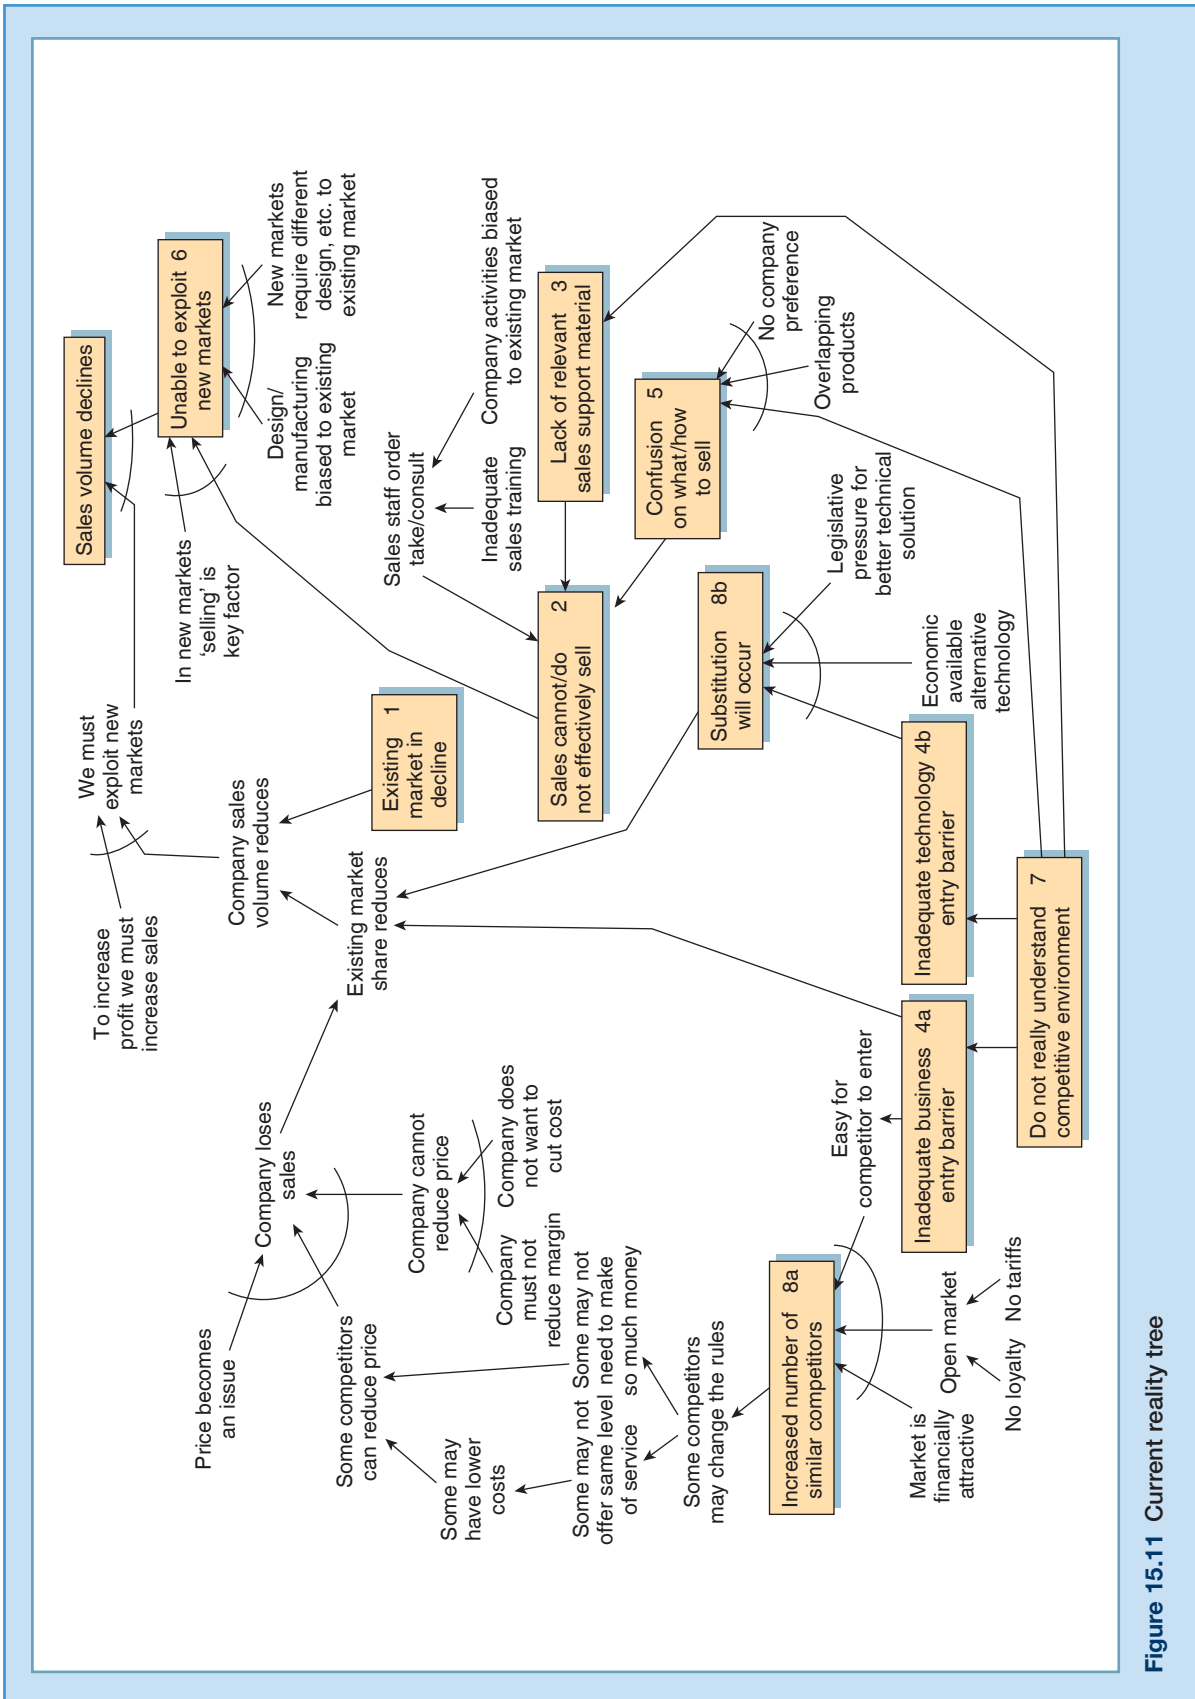 Sales volume declines
Unable to exploit 6
new markets
New markets
require different
design, etc. to
existing market
Design/
manufacturing
biased to existing
market
In new markets
‘selling’ is
key factor
We must
exploit new
markets
To increase
profit we must
increase sales
Company sales
volume reduces
Existing 1
market in
decline
Existing market
share reduces
Sales staff order
take/consult
Company activities biased
to existing market
Inadequate
sales training
Lack of relevant 3
sales support material
Sales cannot/do 2
not effectively sell
Confusion 5
on what/how
to sell
No company
preference
Overlapping
products
Substitution 8b
will occur
Legislative
pressure for
better technical
solution
Economic
available
alternative
technology
Price becomes
an issue
Company loses
sales
Some competitors
can reduce price
Company cannot
reduce price
Company
must not
reduce margin
Company does
not want to
cut cost
Some may
have lower
costs
Some may not
offer same level
of service
Some may not
need to make
so much money
Some competitors
may change the rules
Increased number of 8a
similar competitors
Easy for
competitor to enter
Market is
financially
attractive
Open market
No loyalty
No tariffs
Inadequate business 4a
entry barrier
Inadequate technology 4b
entry barrier
Do not really understand 7
competitive environment
Figure 15.11 Current reality tree